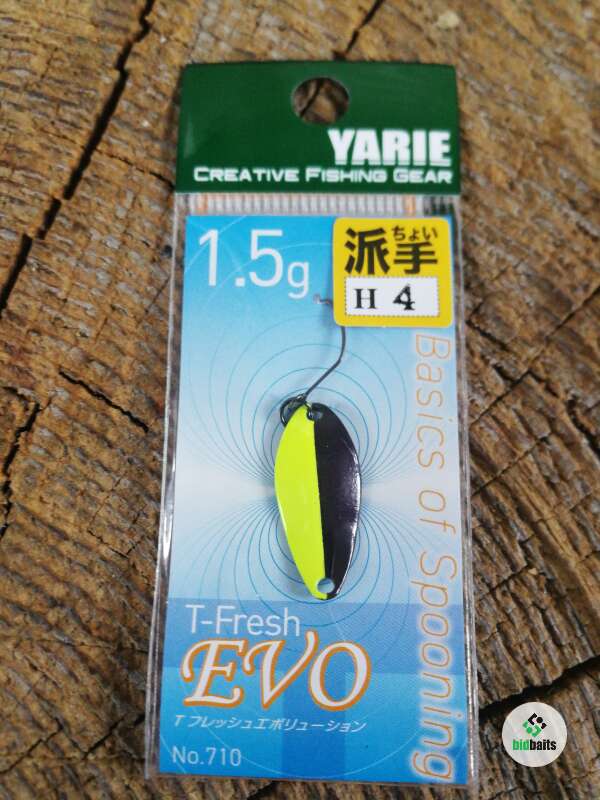 YARIE
CREATIVE FISHING GEAR
1.5g
ちょい
派手
H 4
Basics of Spooning
T-Fresh
EVO
T フレッシュエボリューション
No.710
bidbaits